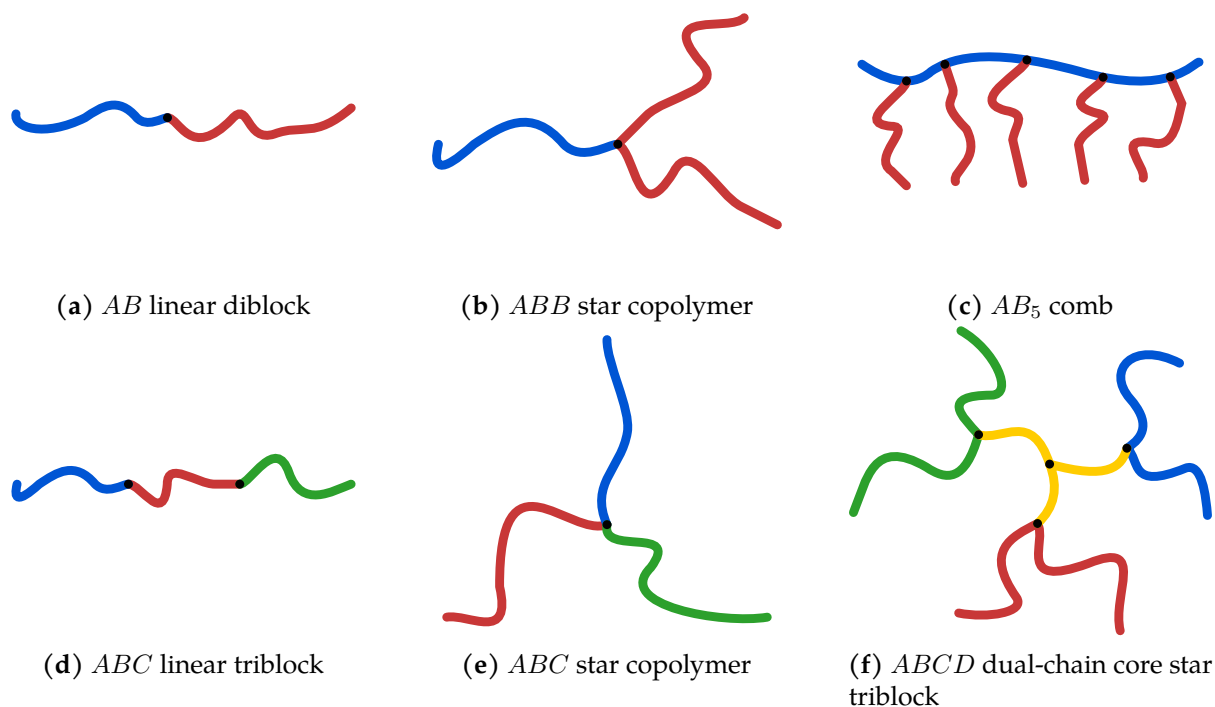 (a) AB linear diblock
(b) ABB star copolymer
(c) AB₅ comb
(d) ABC linear triblock
(e) ABC star copolymer
(f) ABCD dual-chain core star
triblock